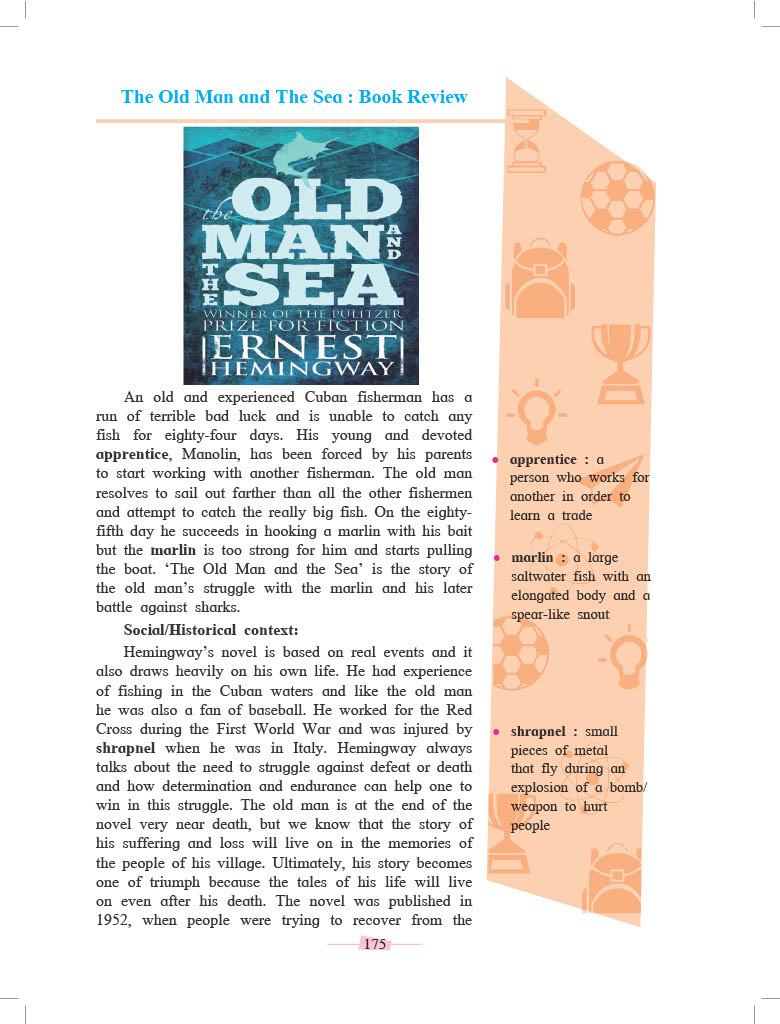 The Old Man and The Sea : Book Review
the OLD
MAN AND
THE SEA
WINNER OF THE PULITZER
PRIZE FOR FICTION
ERNEST
HEMINGWAY
An old and experienced Cuban fisherman has a
run of terrible bad luck and is unable to catch any
fish for eighty-four days. His young and devoted
apprentice, Manolin, has been forced by his parents
to start working with another fisherman. The old man
resolves to sail out farther than all the other fishermen
and attempt to catch the really big fish. On the eighty-
fifth day he succeeds in hooking a marlin with his bait
but the marlin is too strong for him and starts pulling
the boat. ‘The Old Man and the Sea’ is the story of
the old man’s struggle with the marlin and his later
battle against sharks.
Social/Historical context:
Hemingway’s novel is based on real events and it
also draws heavily on his own life. He had experience
of fishing in the Cuban waters and like the old man
he was also a fan of baseball. He worked for the Red
Cross during the First World War and was injured by
shrapnel when he was in Italy. Hemingway always
talks about the need to struggle against defeat or death
and how determination and endurance can help one to
win in this struggle. The old man is at the end of the
novel very near death, but we know that the story of
his suffering and loss will live on in the memories of
the people of his village. Ultimately, his story becomes
one of triumph because the tales of his life will live
on even after his death. The novel was published in
1952, when people were trying to recover from the
• apprentice : a
person who works for
another in order to
learn a trade
• marlin : a large
saltwater fish with an
elongated body and a
spear-like snout
• shrapnel : small
pieces of metal
that fly during an
explosion of a bomb/
weapon to hurt
people
175